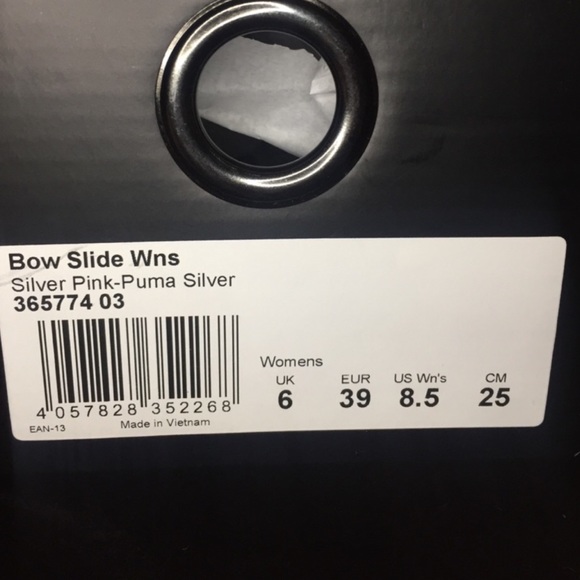 Bow Slide Wns
Silver Pink-Puma Silver
365774 03
4 057828 352268
EAN-13 Made in Vietnam
Womens
UK EUR US Wn's CM
6 39 8.5 25